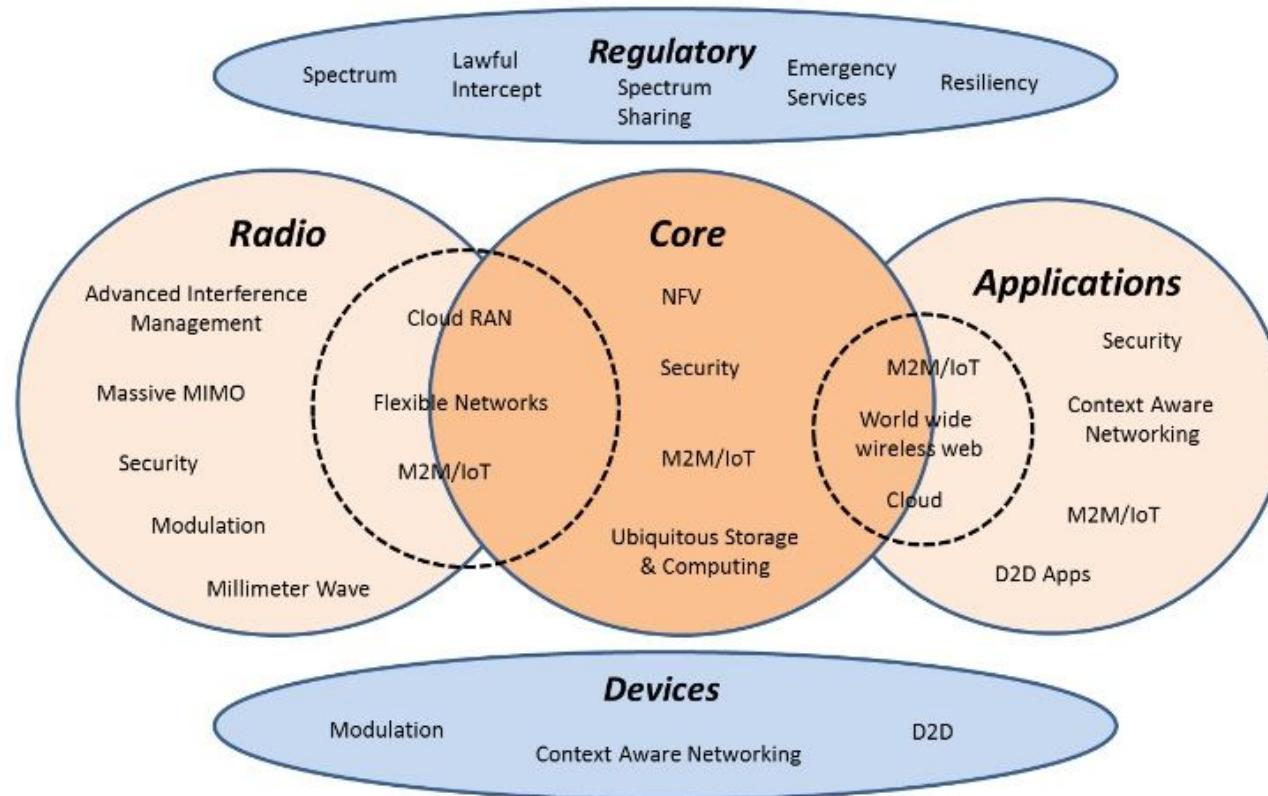 Regulatory
Spectrum
Lawful
Intercept
Spectrum
Sharing
Emergency
Services
Resiliency
Radio
Advanced Interference
Management
Massive MIMO
Security
Modulation
Millimeter Wave
Cloud RAN
Flexible Networks
M2M/IoT
Core
NFV
Security
M2M/IoT
Ubiquitous Storage
& Computing
M2M/IoT
World wide
wireless web
Cloud
Applications
Security
Context Aware
Networking
M2M/IoT
D2D Apps
Devices
Modulation
Context Aware Networking
D2D